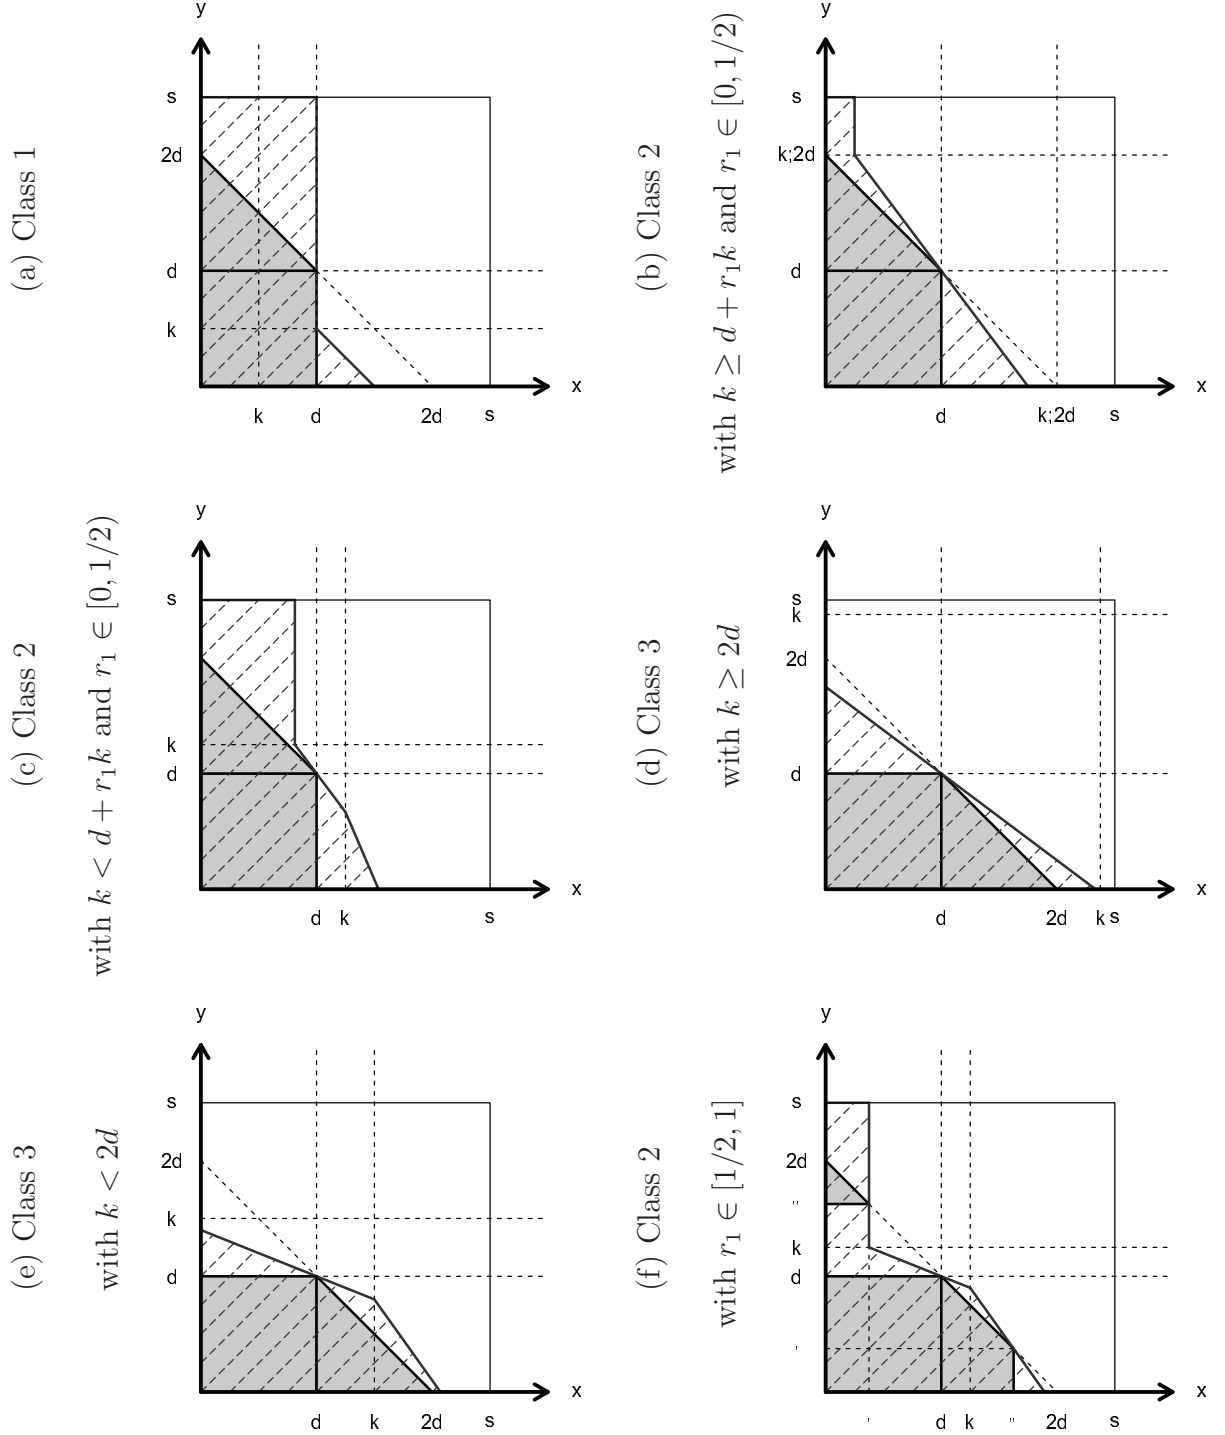 (a) Class 1
y
s
2d
d
k
k
d
2d
s
x
(b) Class 2
with k ≥ d + r₁k and r₁ ∈ [0, 1/2)
y
s
k;2d
d
d
k;2d
s
x
(c) Class 2
with k < d + r₁k and r₁ ∈ [0, 1/2)
y
s
k
d
d
k
s
x
(d) Class 3
with k ≥ 2d
y
s
k
2d
d
d
2d
k
s
x
(e) Class 3
with k < 2d
y
s
2d
k
d
d
k
2d
s
x
(f) Class 2
with r₁ ∈ [1/2, 1]
y
s
2d
''
k
d
'
'
d
k
''
2d
s
x